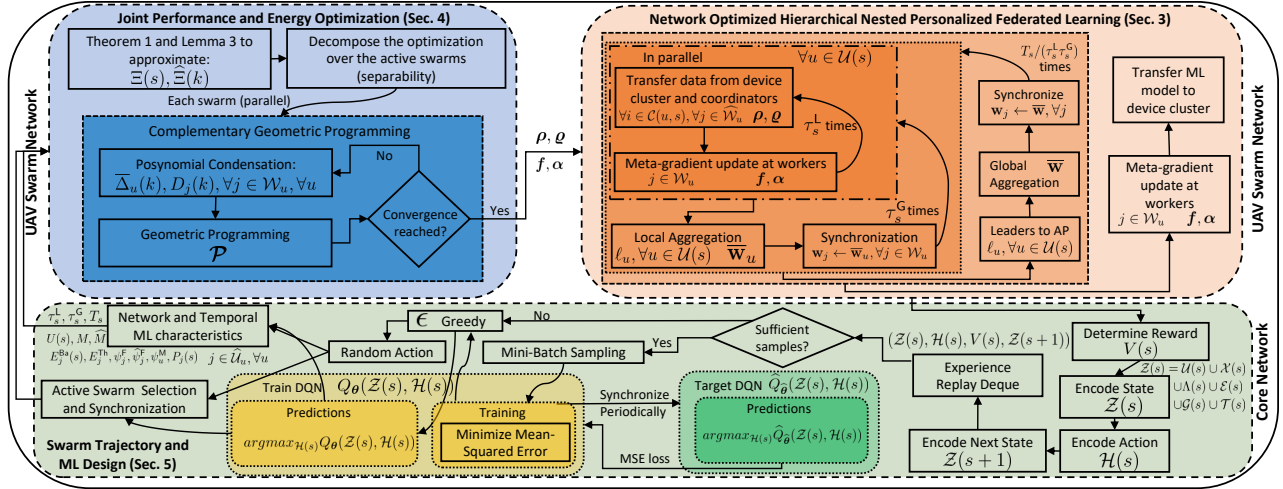 Joint Performance and Energy Optimization (Sec. 4)
Theorem 1 and Lemma 3 to
approximate:
Ξ(s), Ξ̂(k)
Decompose the optimization
over the active swarms
(separability)
Each swarm (parallel)
Complementary Geometric Programming
Posynomial Condensation:
Δ̅_u(k), D_j(k), ∀j ∈ W_u, ∀u
No
Geometric Programming
P
Convergence
reached?
Yes
ρ, ϱ
f, α
UAV Swarm Network
Network Optimized Hierarchical Nested Personalized Federated Learning (Sec. 3)
In parallel
∀u ∈ U(s)
Transfer data from device
cluster and coordinators
∀i ∈ C(u, s), ∀j ∈ Ŵ_u ρ, ϱ
τ_s^L times
Meta-gradient update at workers
j ∈ W_u f, α
τ_s^G times
Local Aggregation
ℓ_u, ∀u ∈ U(s) w̅_u
Synchronization
w_j ← w̅_u, ∀j ∈ W_u
T_s/(τ_s^L τ_s^G)
times
Synchronize
w_j ← w̅, ∀j
Global w̅
Aggregation
Leaders to AP
ℓ_u, ∀u ∈ U(s)
Transfer ML
model to
device cluster
Meta-gradient
update at
workers
j ∈ W_u f, α
UAV Swarm Network
τ_s^L, τ_s^G, T_s
U(s), M, M̂
E_j^Ba(s), E_j^Th, ψ_j^F, ψ̂_j^F, ψ_u^M, P_j(s) j ∈ Û_u, ∀u
Network and Temporal
ML characteristics
Active Swarm Selection
and Synchronization
Swarm Trajectory and
ML Design (Sec. 5)
ϵ Greedy
Random Action
No
Sufficient
samples?
Yes
Mini-Batch Sampling
Train DQN Q_θ(Z(s), H(s))
Predictions
argmax_H(s) Q_θ(Z(s), H(s))
Training
Minimize Mean-
Squared Error
Synchronize
Periodically
MSE loss
Target DQN Q̂_θ̂(Z(s), H(s))
Predictions
argmax_H(s) Q̂_θ̂(Z(s), H(s))
(Z(s), H(s), V(s), Z(s+1))
Experience
Replay Deque
Encode Next State
Z(s+1)
Determine Reward
V(s)
Z(s) = U(s) ∪ X(s)
∪Λ(s) ∪ E(s)
∪G(s) ∪ T(s)
Encode State
Z(s)
Encode Action
H(s)
Core Network